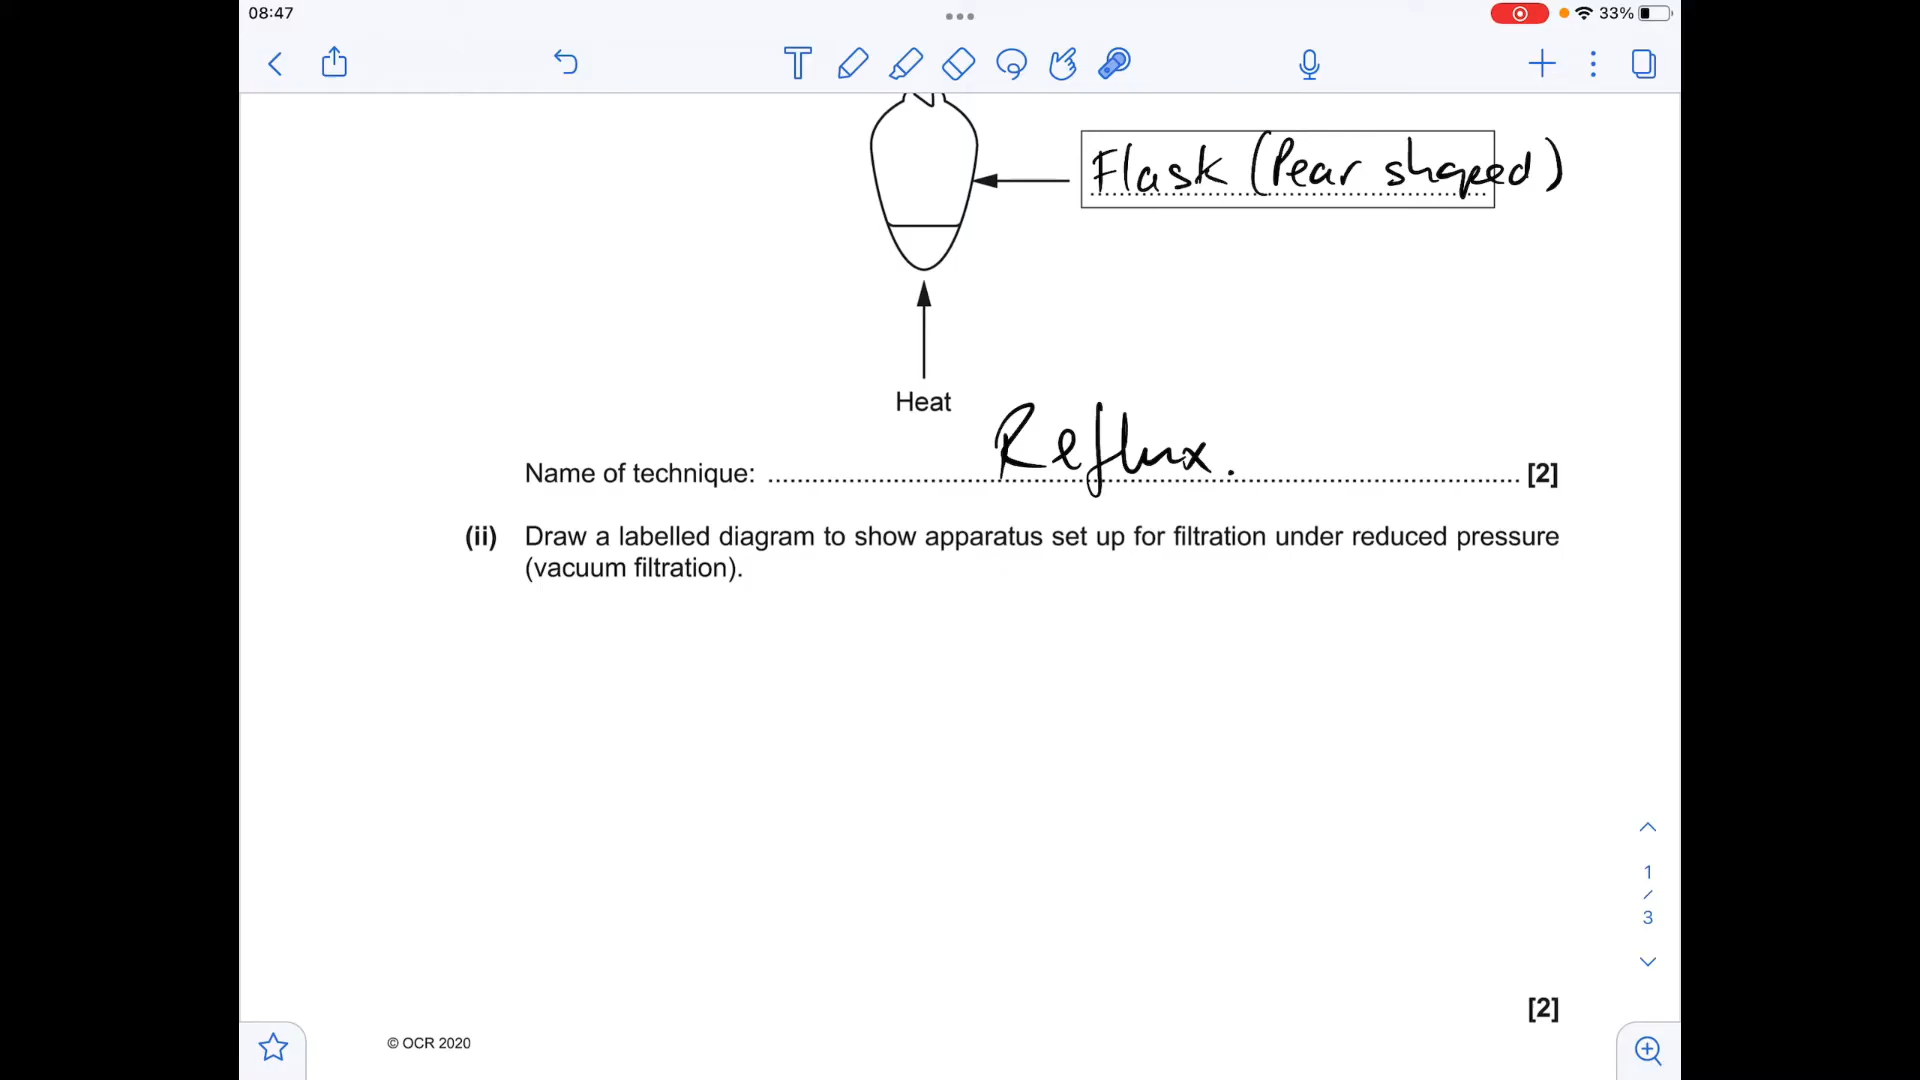 08:47
33%
Flask (Pear shaped)
Heat
Reflux.
Name of technique: [2]
(ii) Draw a labelled diagram to show apparatus set up for filtration under reduced pressure
(vacuum filtration).
1
/
3
[2]
© OCR 2020